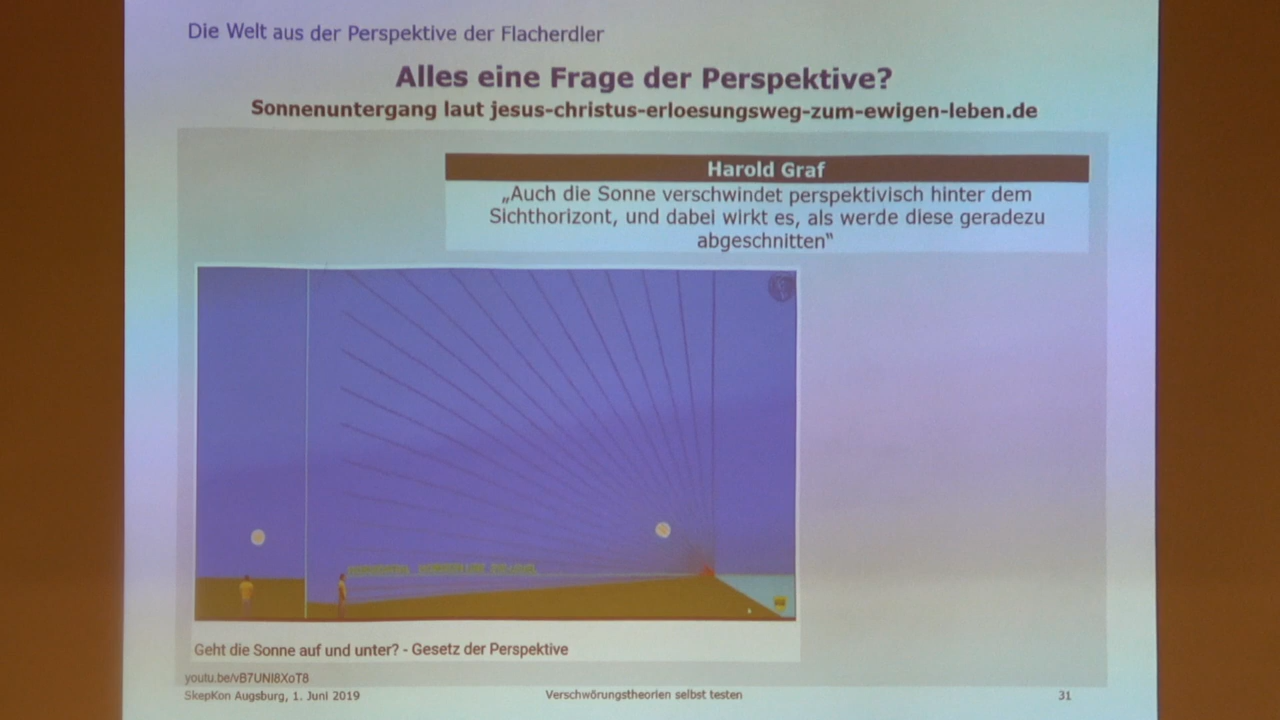 Die Welt aus der Perspektive der Flacherdler
Alles eine Frage der Perspektive?
Sonnenuntergang laut jesus-christus-erloesungsweg-zum-ewigen-leben.de
Harold Graf
„Auch die Sonne verschwindet perspektivisch hinter dem
Sichthorizont, und dabei wirkt es, als werde diese geradezu
abgeschnitten“
Geht die Sonne auf und unter? - Gesetz der Perspektive
youtu.be/vB7UNI8XoT8
SkepKon Augsburg, 1. Juni 2019
Verschwörungstheorien selbst testen
31